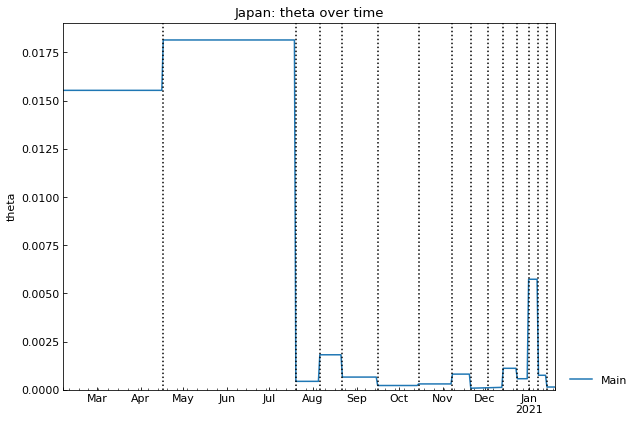 Japan: theta over time
theta
0.0175
0.0150
0.0125
0.0100
0.0075
0.0050
0.0025
0.0000
Mar Apr May Jun Jul Aug Sep Oct Nov Dec Jan
2021
Main